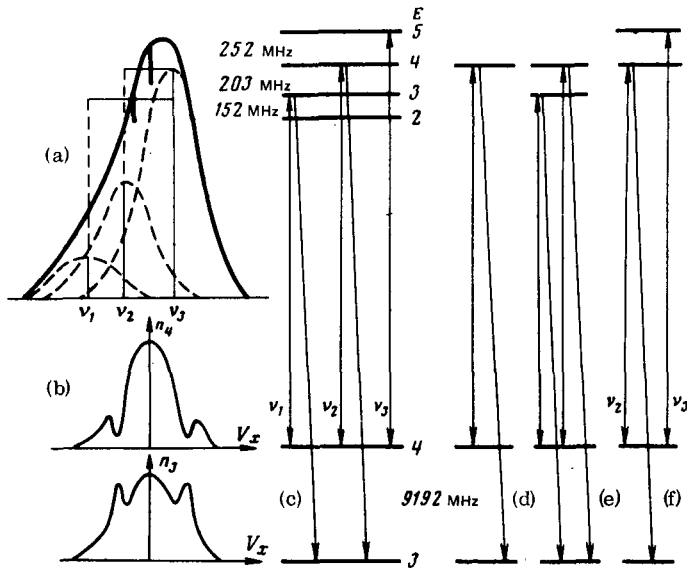 E
5
252 MHz
4
203 MHz
3
152 MHz
2
(a)
ν₁ ν₂ ν₃
n₄
(b)
Vₓ
n₃
Vₓ
ν₁ ν₂ ν₃
4
(c)
9192 MHz
3
(d)
(e)
ν₂ ν₃
(f)